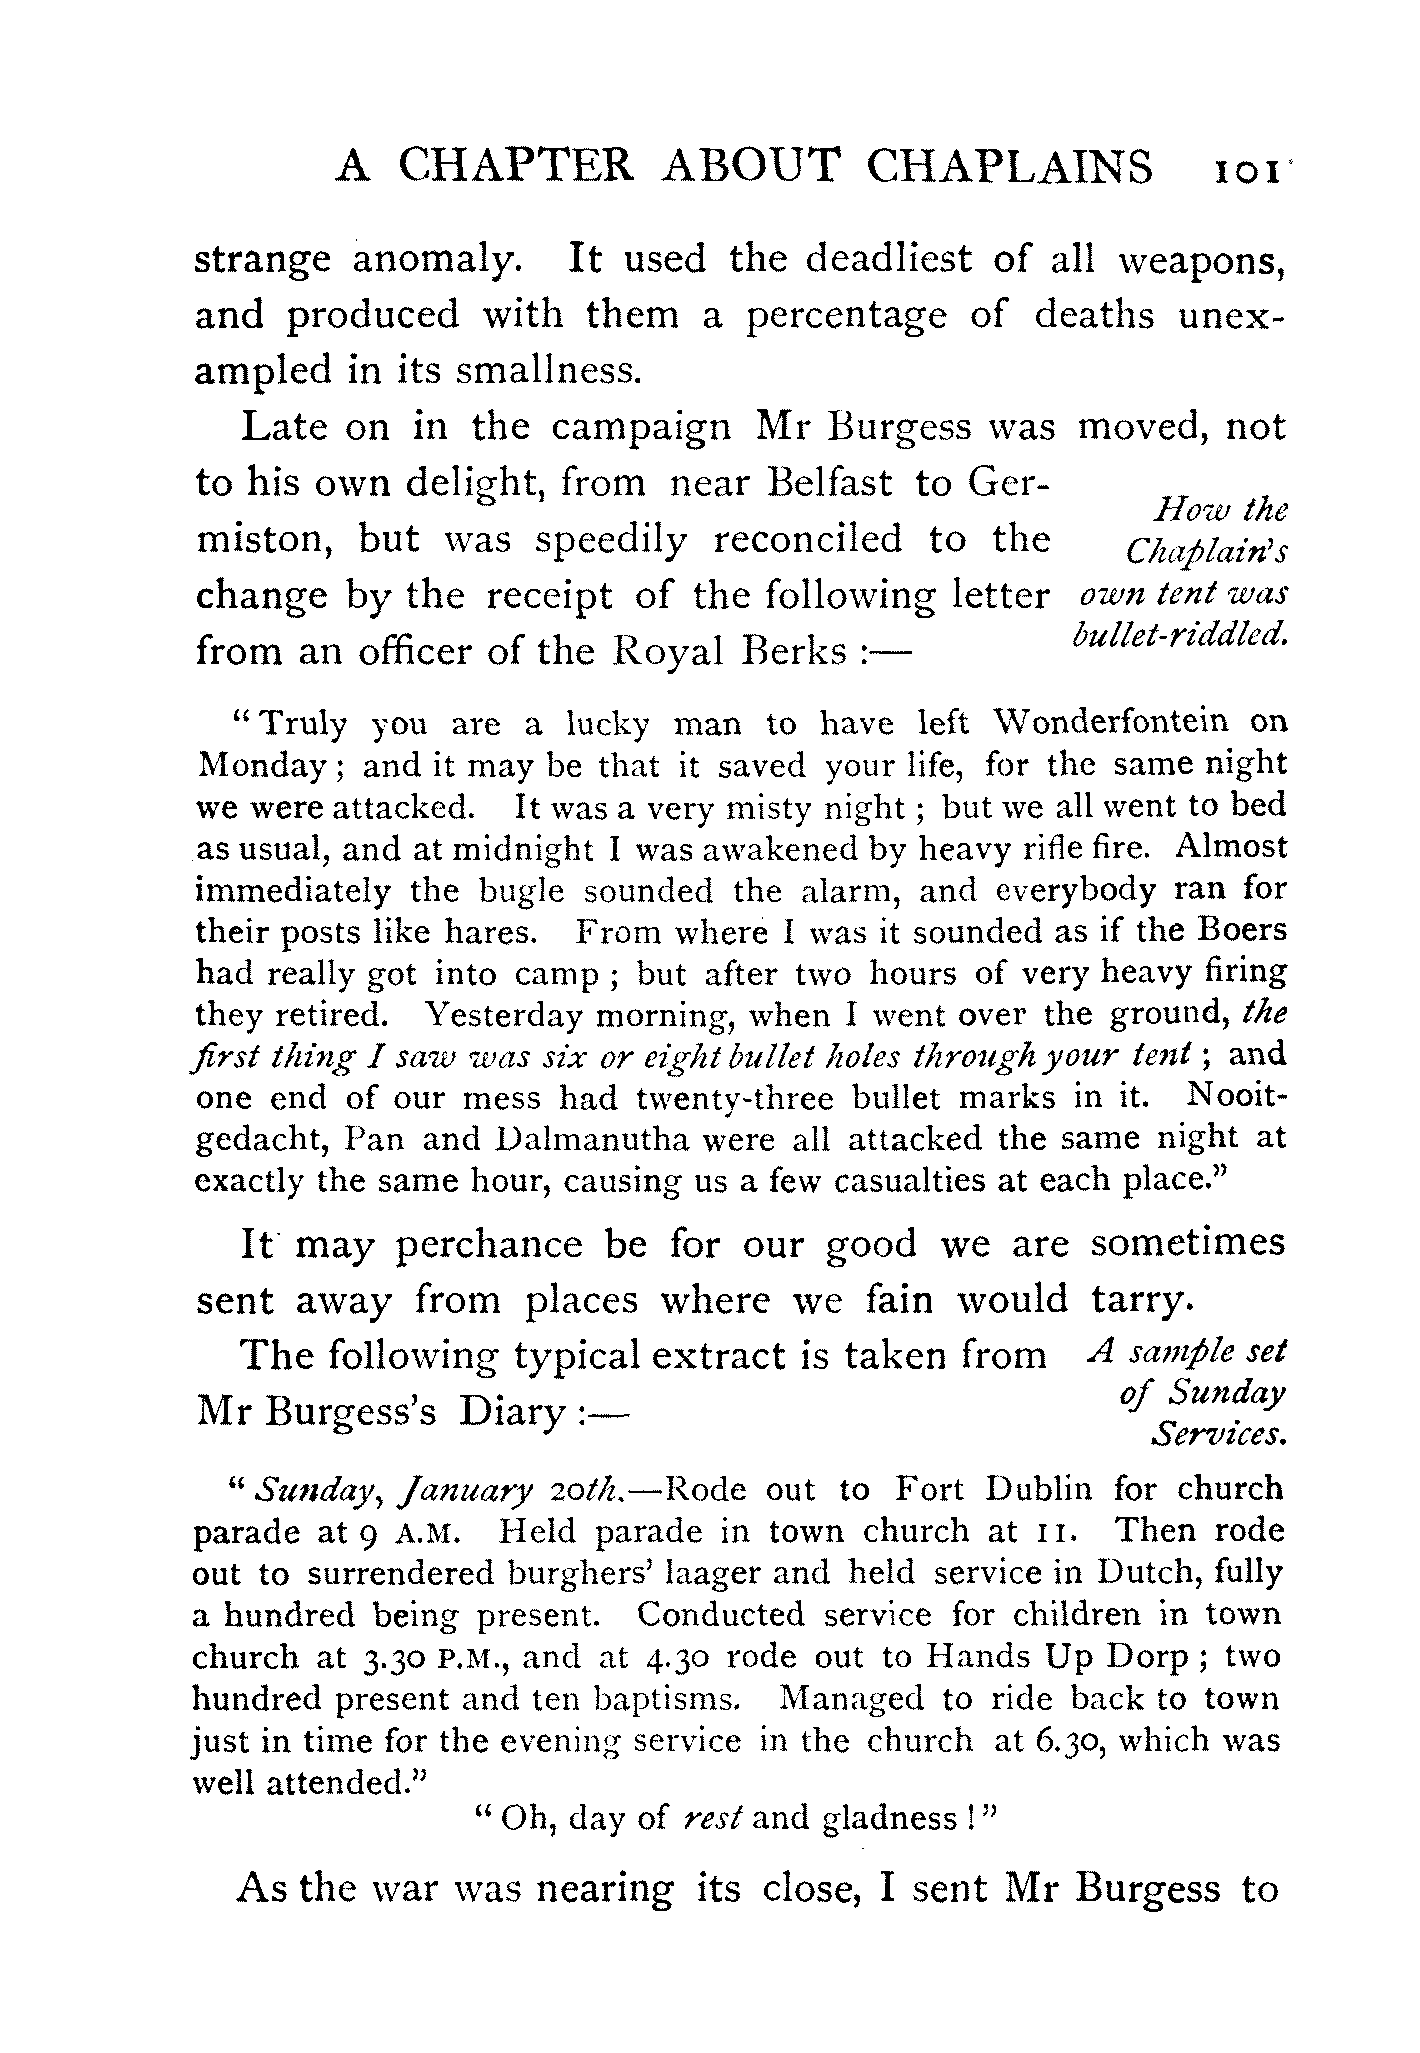 A CHAPTER ABOUT CHAPLAINS 101
strange anomaly. It used the deadliest of all weapons,
and produced with them a percentage of deaths unex-
ampled in its smallness.
Late on in the campaign Mr Burgess was moved, not
to his own delight, from near Belfast to Ger-
miston, but was speedily reconciled to the
change by the receipt of the following letter
from an officer of the Royal Berks :—
How the
Chaplain's
own tent was
bullet-riddled.
“Truly you are a lucky man to have left Wonderfontein on
Monday ; and it may be that it saved your life, for the same night
we were attacked. It was a very misty night ; but we all went to bed
as usual, and at midnight I was awakened by heavy rifle fire. Almost
immediately the bugle sounded the alarm, and everybody ran for
their posts like hares. From where I was it sounded as if the Boers
had really got into camp ; but after two hours of very heavy firing
they retired. Yesterday morning, when I went over the ground, the
first thing I saw was six or eight bullet holes through your tent ; and
one end of our mess had twenty-three bullet marks in it. Nooit-
gedacht, Pan and Dalmanutha were all attacked the same night at
exactly the same hour, causing us a few casualties at each place.”
It may perchance be for our good we are sometimes
sent away from places where we fain would tarry.
The following typical extract is taken from
Mr Burgess's Diary :—
A sample set
of Sunday
Services.
“Sunday, January 20th.—Rode out to Fort Dublin for church
parade at 9 A.M. Held parade in town church at 11. Then rode
out to surrendered burghers' laager and held service in Dutch, fully
a hundred being present. Conducted service for children in town
church at 3.30 P.M., and at 4.30 rode out to Hands Up Dorp ; two
hundred present and ten baptisms. Managed to ride back to town
just in time for the evening service in the church at 6.30, which was
well attended.”
“Oh, day of rest and gladness !”
As the war was nearing its close, I sent Mr Burgess to